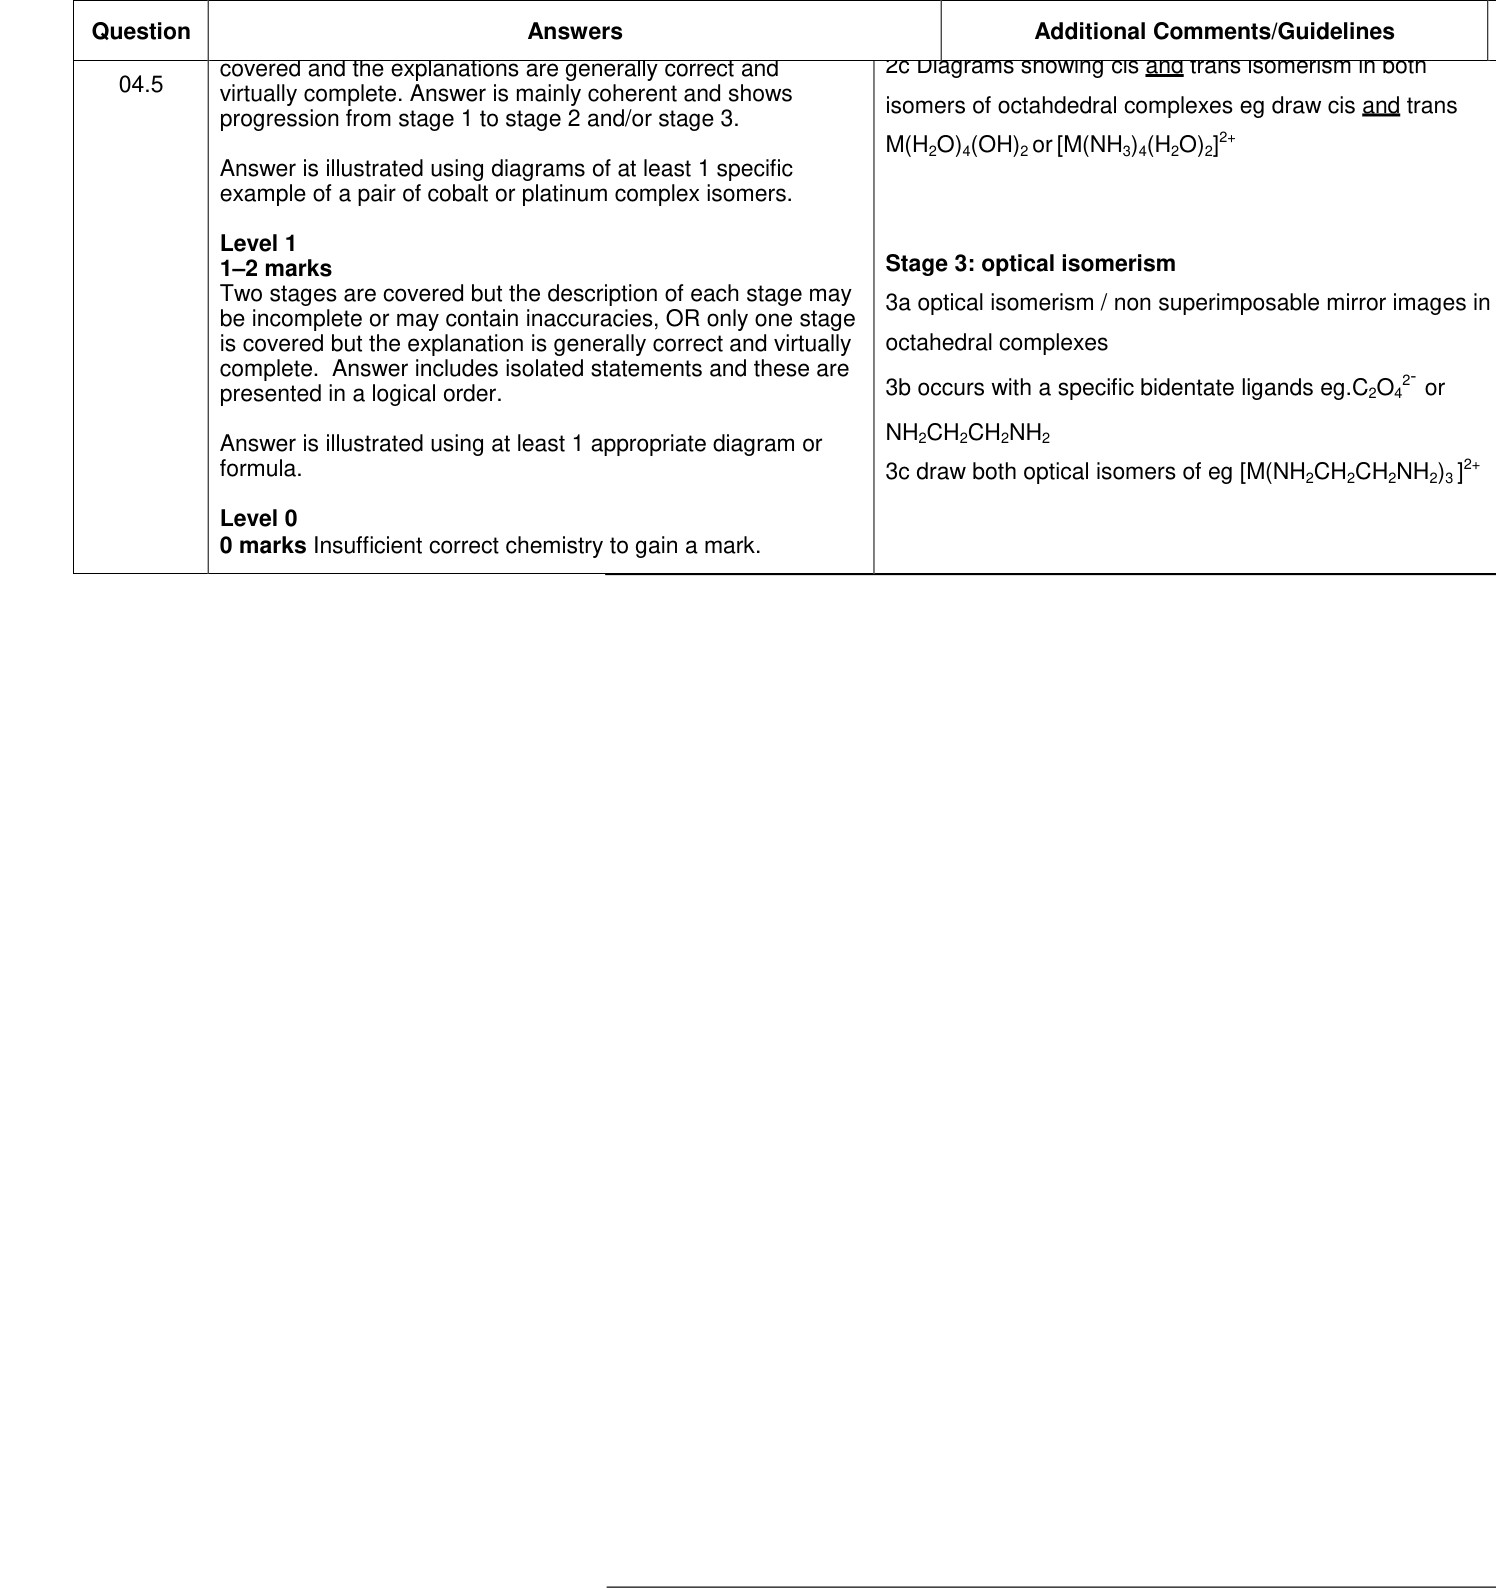 Question Answers Additional Comments/Guidelines
04.5
covered and the explanations are generally correct and
virtually complete. Answer is mainly coherent and shows
progression from stage 1 to stage 2 and/or stage 3.
Answer is illustrated using diagrams of at least 1 specific
example of a pair of cobalt or platinum complex isomers.
Level 1
1–2 marks
Two stages are covered but the description of each stage may
be incomplete or may contain inaccuracies, OR only one stage
is covered but the explanation is generally correct and virtually
complete.  Answer includes isolated statements and these are
presented in a logical order.
Answer is illustrated using at least 1 appropriate diagram or
formula.
Level 0
0 marks Insufficient correct chemistry to gain a mark.
2c Diagrams showing cis and trans isomerism in both
isomers of octahdedral complexes eg draw cis and trans
M(H₂O)₄(OH)₂ or [M(NH₃)₄(H₂O)₂]²⁺
Stage 3: optical isomerism
3a optical isomerism / non superimposable mirror images in
octahedral complexes
3b occurs with a specific bidentate ligands eg.C₂O₄²⁻ or
NH₂CH₂CH₂NH₂
3c draw both optical isomers of eg [M(NH₂CH₂CH₂NH₂)₃ ]²⁺